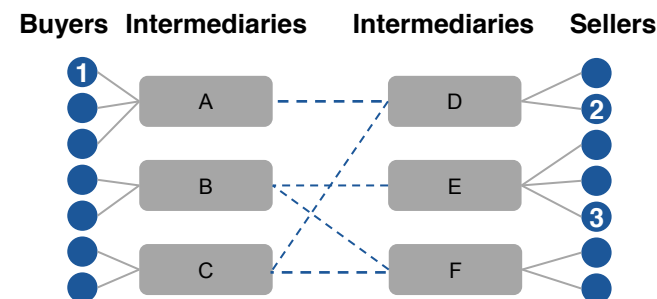 Buyers Intermediaries Intermediaries Sellers
1
A D
2
B E
3
C F